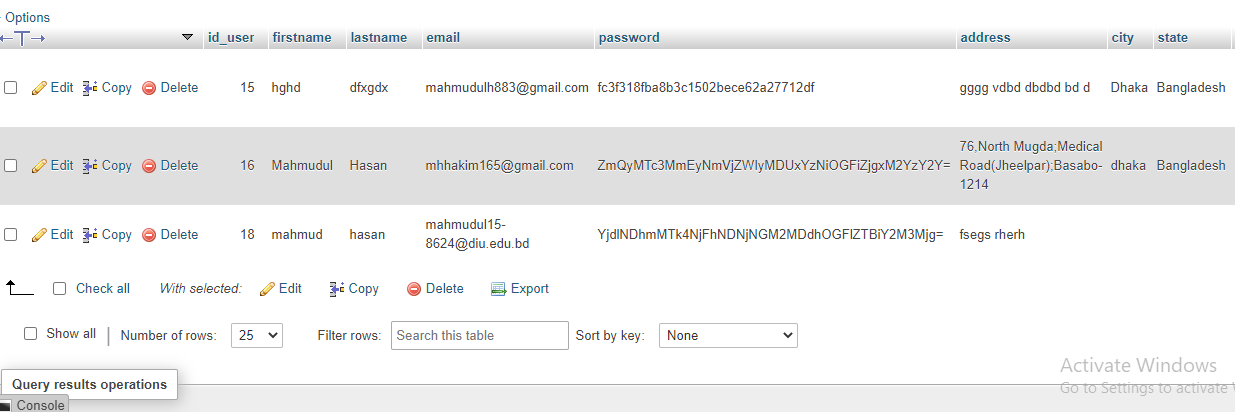 Options
id_user firstname lastname email password address city state
Edit Copy Delete 15 hghd dfxgdx mahmudulh883@gmail.com fc3f318fba8b3c1502bece62a27712df gggg vdbd dbdbd bd d Dhaka Bangladesh
76,North Mugda;Medical
Edit Copy Delete 16 Mahmudul Hasan mhhakim165@gmail.com ZmQyMTc3MmEyNmVjZWIyMDUxYzNiOGFiZjgxM2YzY2Y= Road(Jheelpar);Basabo- dhaka Bangladesh
1214
mahmudul15-
Edit Copy Delete 18 mahmud hasan YjdlNDhmMTk4NjFhNDNjNGM2MDdhOGFlZTBiY2M3Mjg= fsegs rherh
8624@diu.edu.bd
Check all With selected: Edit Copy Delete Export
Show all Number of rows: 25 Filter rows: Search this table Sort by key: None
Activate Windows
Query results operations
Go to Settings to activate
Console